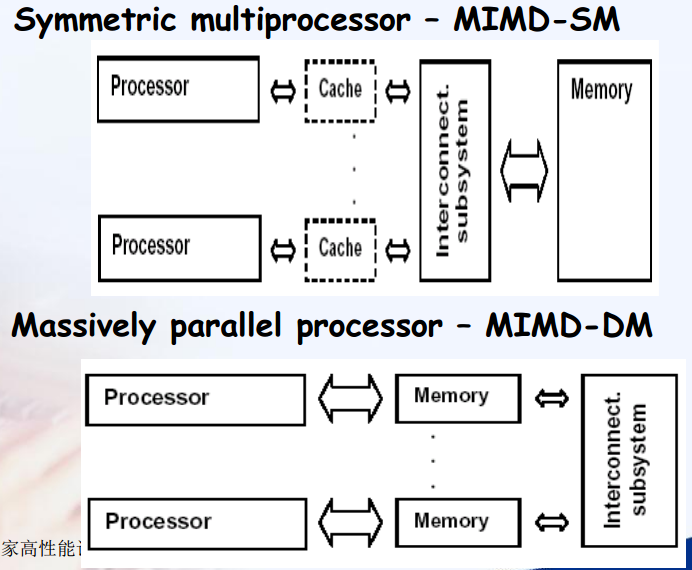 Symmetric multiprocessor – MIMD-SM
Processor
Cache
Interconnect.
subsystem
Memory
Processor
Cache
Massively parallel processor – MIMD-DM
Processor
Memory
Interconnect.
subsystem
Processor
Memory
家高性能